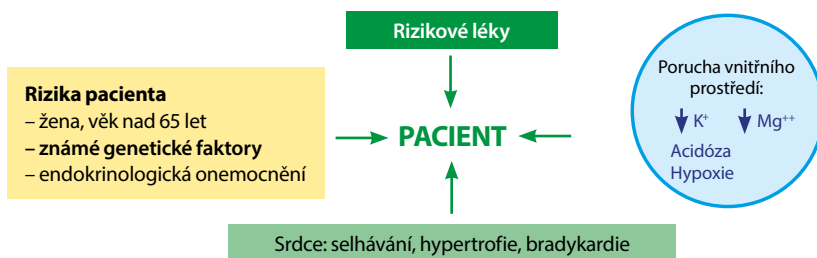 Rizikové léky
Rizika pacienta
– žena, věk nad 65 let
– známé genetické faktory
– endokrinologická onemocnění
PACIENT
Porucha vnitřního
prostředí:
↓ K⁺ ↓ Mg⁺⁺
Acidóza
Hypoxie
Srdce: selhávání, hypertrofie, bradykardie